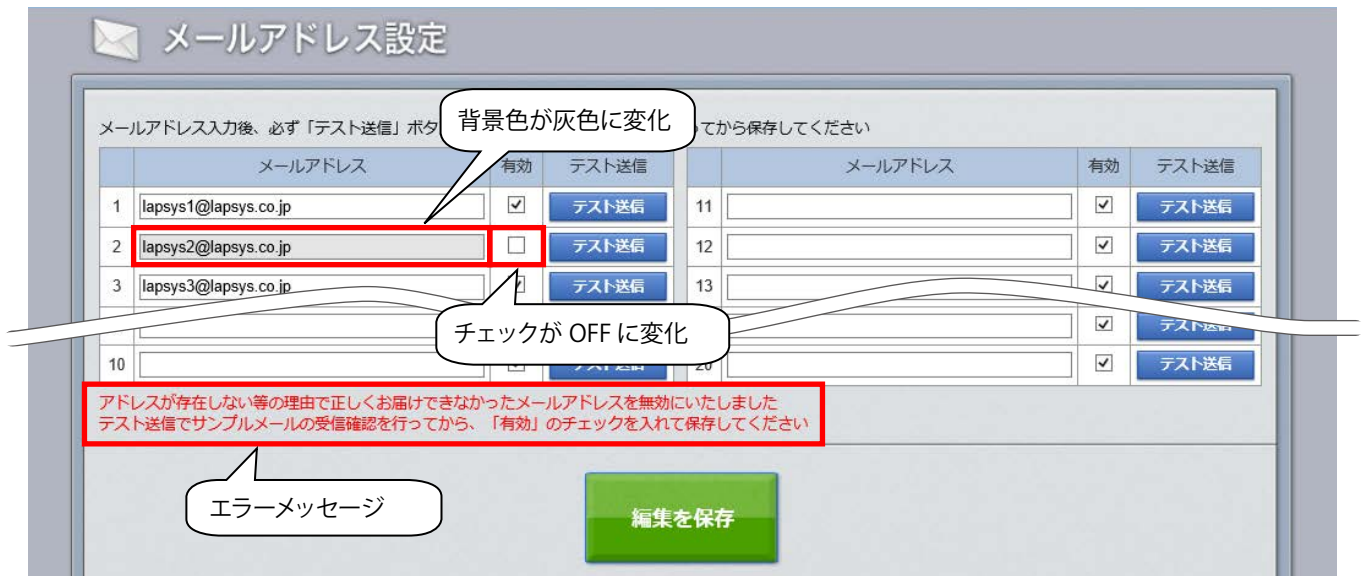 メールアドレス設定
背景色が灰色に変化
メールアドレス入力後、必ず「テスト送信」ボタ
ってから保存してください
メールアドレス 有効 テスト送信 メールアドレス 有効 テスト送信
1 lapsys1@lapsys.co.jp テスト送信 11 テスト送信
2 lapsys2@lapsys.co.jp テスト送信 12 テスト送信
3 lapsys3@lapsys.co.jp テスト送信 13 テスト送信
チェックが OFF に変化
テスト送信
10 テスト送信 20 テスト送信
アドレスが存在しない等の理由で正しくお届けできなかったメールアドレスを無効にいたしました
テスト送信でサンプルメールの受信確認を行ってから、「有効」のチェックを入れて保存してください
エラーメッセージ
編集を保存